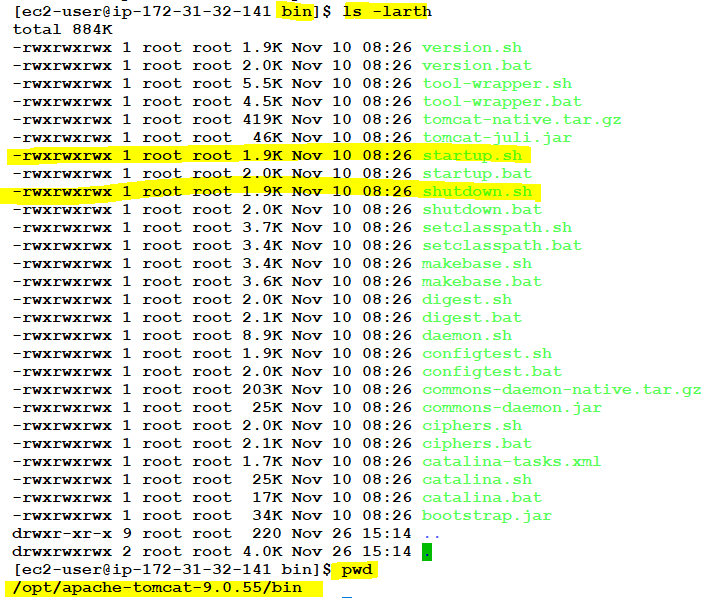 [ec2-user@ip-172-31-32-141 bin]$ ls -larth
total 884K
-rwxrwxrwx 1 root root 1.9K Nov 10 08:26 version.sh
-rwxrwxrwx 1 root root 2.0K Nov 10 08:26 version.bat
-rwxrwxrwx 1 root root 5.5K Nov 10 08:26 tool-wrapper.sh
-rwxrwxrwx 1 root root 4.5K Nov 10 08:26 tool-wrapper.bat
-rwxrwxrwx 1 root root 419K Nov 10 08:26 tomcat-native.tar.gz
-rwxrwxrwx 1 root root  46K Nov 10 08:26 tomcat-juli.jar
-rwxrwxrwx 1 root root 1.9K Nov 10 08:26 startup.sh
-rwxrwxrwx 1 root root 2.0K Nov 10 08:26 startup.bat
-rwxrwxrwx 1 root root 1.9K Nov 10 08:26 shutdown.sh
-rwxrwxrwx 1 root root 2.0K Nov 10 08:26 shutdown.bat
-rwxrwxrwx 1 root root 3.7K Nov 10 08:26 setclasspath.sh
-rwxrwxrwx 1 root root 3.4K Nov 10 08:26 setclasspath.bat
-rwxrwxrwx 1 root root 3.4K Nov 10 08:26 makebase.sh
-rwxrwxrwx 1 root root 3.6K Nov 10 08:26 makebase.bat
-rwxrwxrwx 1 root root 2.0K Nov 10 08:26 digest.sh
-rwxrwxrwx 1 root root 2.1K Nov 10 08:26 digest.bat
-rwxrwxrwx 1 root root 8.9K Nov 10 08:26 daemon.sh
-rwxrwxrwx 1 root root 1.9K Nov 10 08:26 configtest.sh
-rwxrwxrwx 1 root root 2.0K Nov 10 08:26 configtest.bat
-rwxrwxrwx 1 root root 203K Nov 10 08:26 commons-daemon-native.tar.gz
-rwxrwxrwx 1 root root  25K Nov 10 08:26 commons-daemon.jar
-rwxrwxrwx 1 root root 2.0K Nov 10 08:26 ciphers.sh
-rwxrwxrwx 1 root root 2.1K Nov 10 08:26 ciphers.bat
-rwxrwxrwx 1 root root 1.7K Nov 10 08:26 catalina-tasks.xml
-rwxrwxrwx 1 root root  25K Nov 10 08:26 catalina.sh
-rwxrwxrwx 1 root root  17K Nov 10 08:26 catalina.bat
-rwxrwxrwx 1 root root  34K Nov 10 08:26 bootstrap.jar
drwxr-xr-x 9 root root  220 Nov 26 15:14 ..
drwxrwxrwx 2 root root 4.0K Nov 26 15:14 .
[ec2-user@ip-172-31-32-141 bin]$ pwd
/opt/apache-tomcat-9.0.55/bin